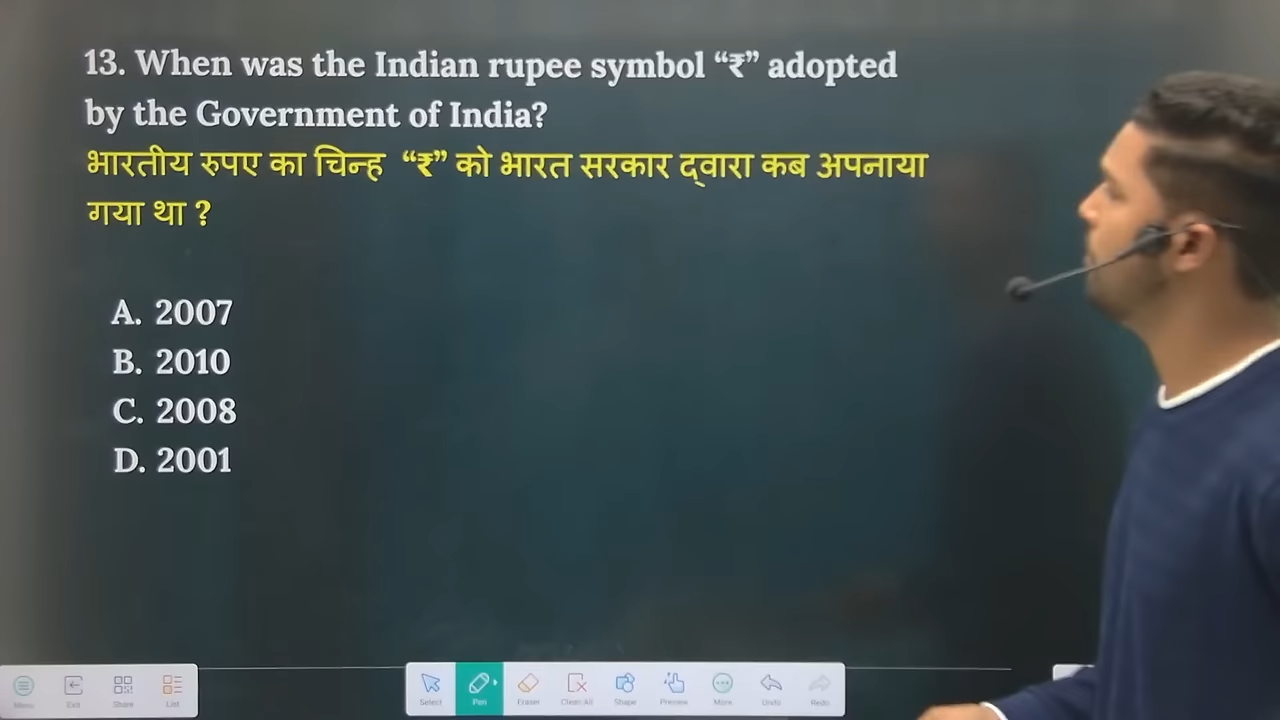 13. When was the Indian rupee symbol “₹” adopted
by the Government of India?
भारतीय रुपए का चिन्ह “₹” को भारत सरकार द्वारा कब अपनाया
गया था ?
A. 2007
B. 2010
C. 2008
D. 2001
Menu Exit Share List Select Pen Eraser Clean All Shape Preview More Undo Redo